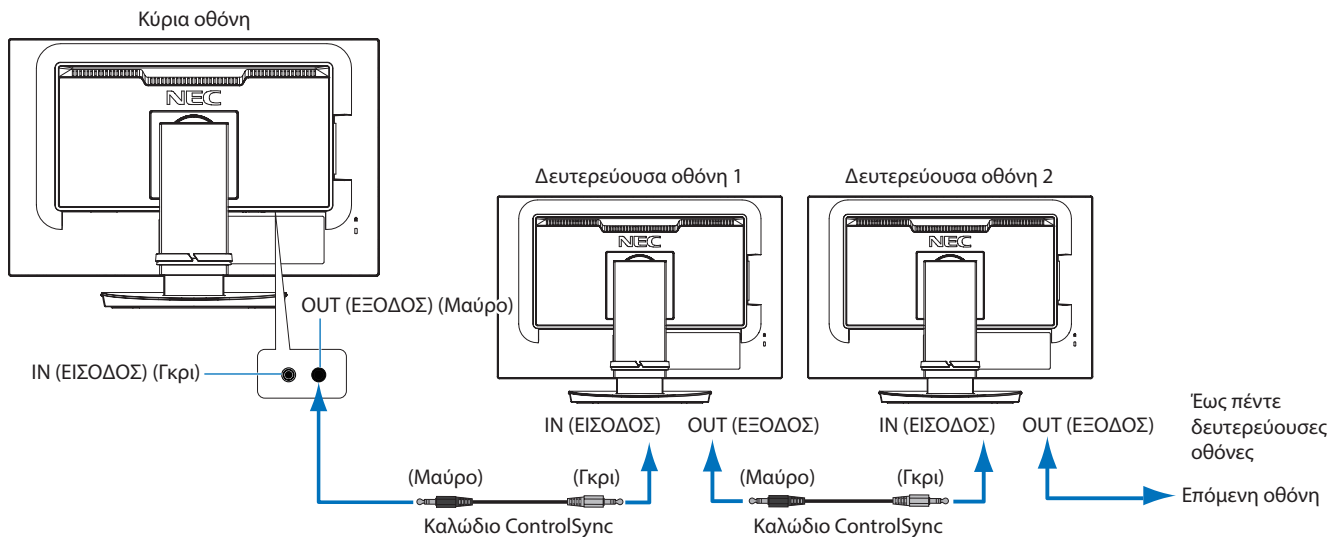 Κύρια οθόνη
NEC
Δευτερεύουσα οθόνη 1
Δευτερεύουσα οθόνη 2
NEC
NEC
OUT (ΕΞΟΔΟΣ) (Μαύρο)
IN (ΕΙΣΟΔΟΣ) (Γκρι)
IN (ΕΙΣΟΔΟΣ)
OUT (ΕΞΟΔΟΣ)
IN (ΕΙΣΟΔΟΣ)
OUT (ΕΞΟΔΟΣ)
Έως πέντε
δευτερεύουσες
οθόνες
(Μαύρο)
(Γκρι)
(Μαύρο)
(Γκρι)
Επόμενη οθόνη
Καλώδιο ControlSync
Καλώδιο ControlSync